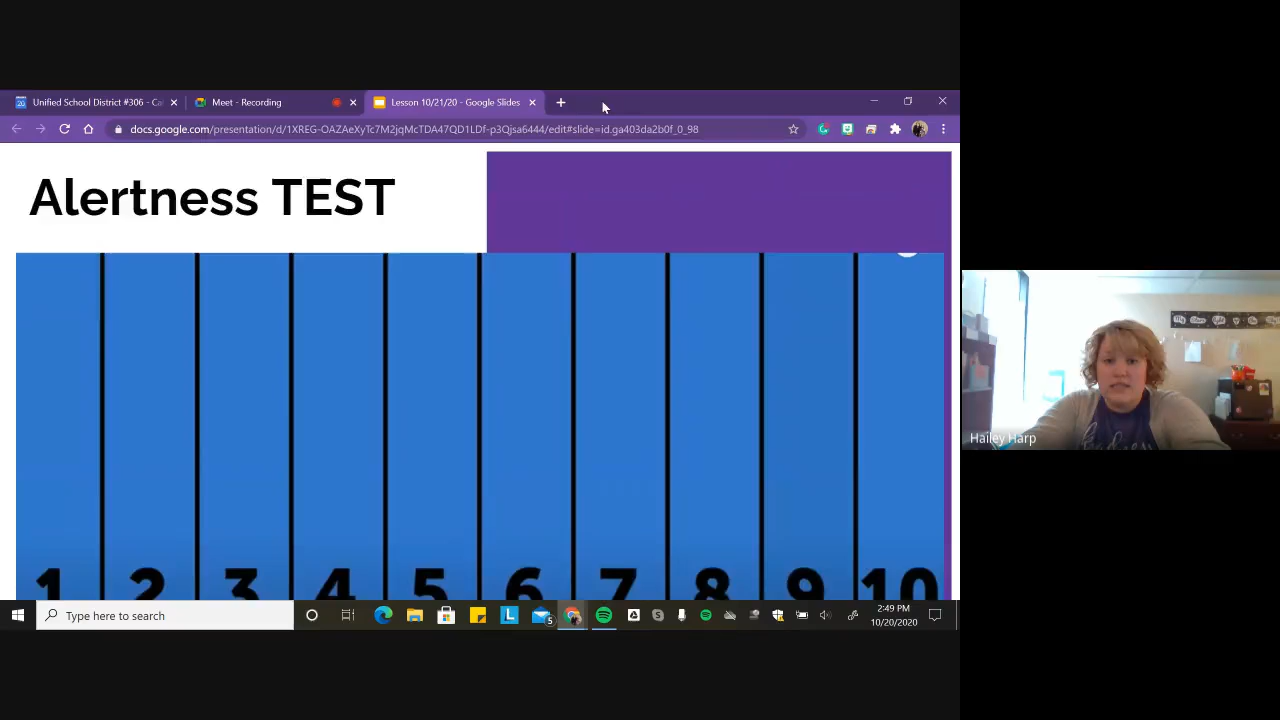 Unified School District #306 - Ca
Meet - Recording
Lesson 10/21/20 - Google Slides
docs.google.com/presentation/d/1XREG-OAZAeXyTc7M2jqMcTDA47QD1LDf-p3Qjsa6444/edit#slide=id.ga403da2b0f_0_98
Alertness TEST
1 2 3 4 5 6 7 8 9 10
Hailey Harp
Type here to search
2:49 PM
10/20/2020